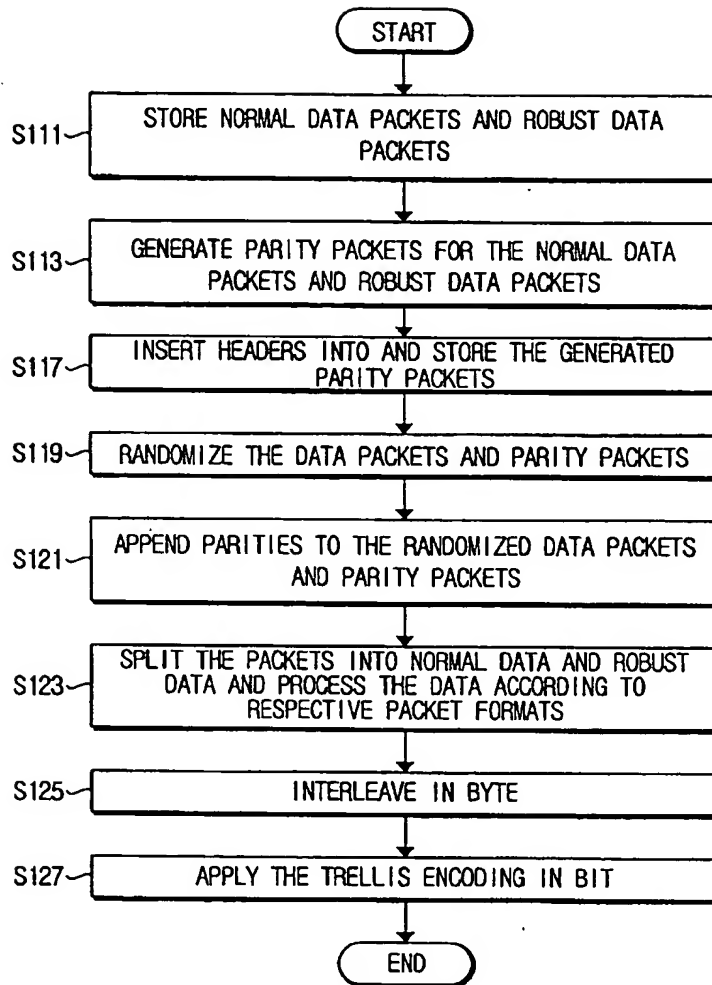 START
S111
STORE NORMAL DATA PACKETS AND ROBUST DATA
PACKETS
S113
GENERATE PARITY PACKETS FOR THE NORMAL DATA
PACKETS AND ROBUST DATA PACKETS
S117
INSERT HEADERS INTO AND STORE THE GENERATED
PARITY PACKETS
S119
RANDOMIZE THE DATA PACKETS AND PARITY PACKETS
S121
APPEND PARITIES TO THE RANDOMIZED DATA PACKETS
AND PARITY PACKETS
S123
SPLIT THE PACKETS INTO NORMAL DATA AND ROBUST
DATA AND PROCESS THE DATA ACCORDING TO
RESPECTIVE PACKET FORMATS
S125
INTERLEAVE IN BYTE
S127
APPLY THE TRELLIS ENCODING IN BIT
END